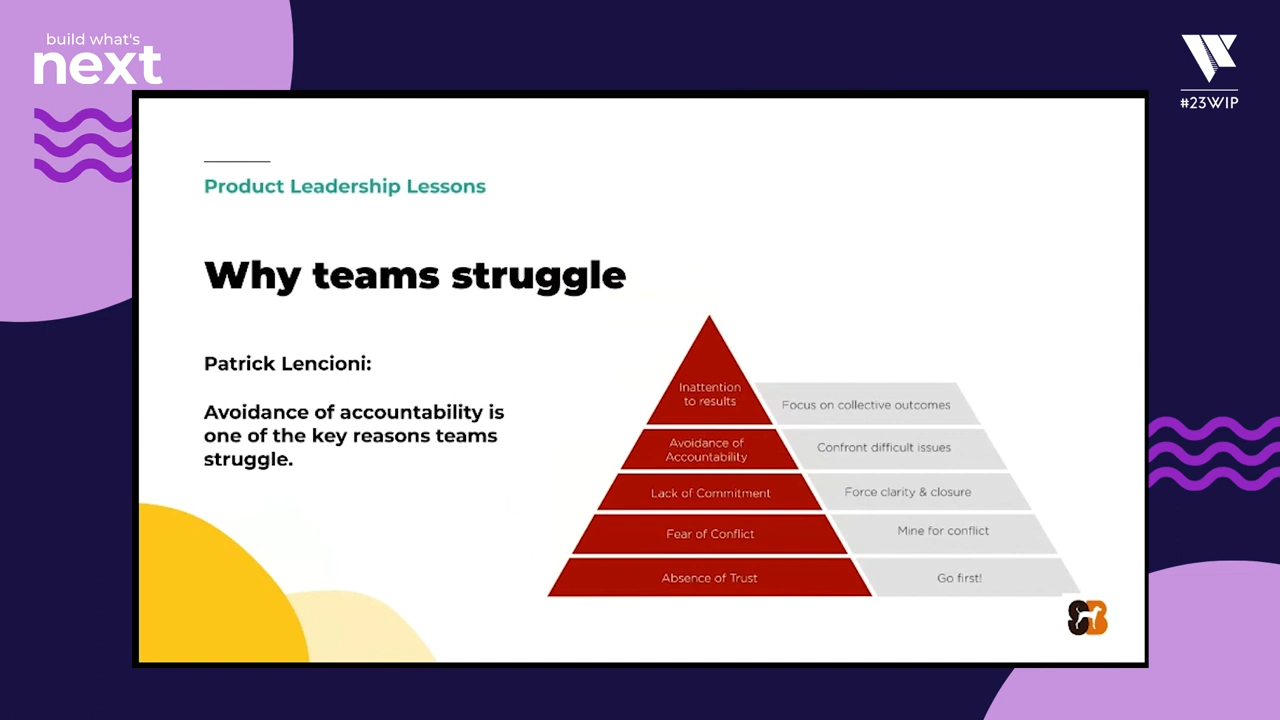 build what's
next
#23WIP
Product Leadership Lessons
Why teams struggle
Patrick Lencioni:
Avoidance of accountability is
one of the key reasons teams
struggle.
Inattention
to results
Focus on collective outcomes
Avoidance of
Accountability
Confront difficult issues
Lack of Commitment
Force clarity & closure
Fear of Conflict
Mine for conflict
Absence of Trust
Go first!